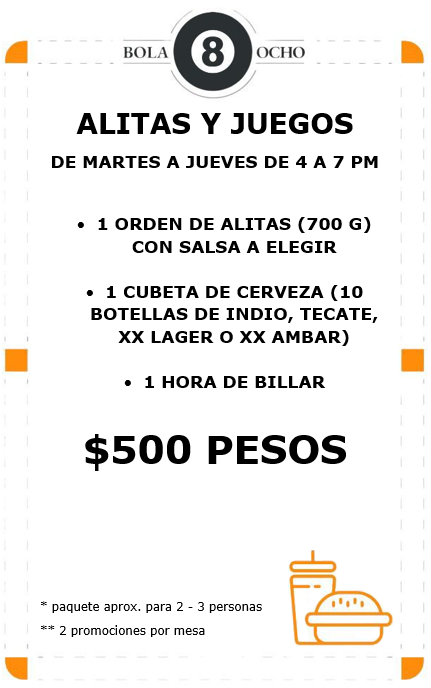 BOLA 8 OCHO
ALITAS Y JUEGOS
DE MARTES A JUEVES DE 4 A 7 PM
• 1 ORDEN DE ALITAS (700 G)
CON SALSA A ELEGIR
• 1 CUBETA DE CERVEZA (10
BOTELLAS DE INDIO, TECATE,
XX LAGER O XX AMBAR)
• 1 HORA DE BILLAR
$500 PESOS
* paquete aprox. para 2 - 3 personas
** 2 promociones por mesa